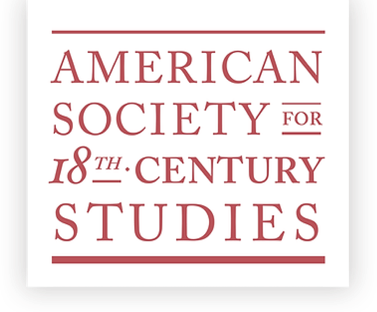 AMERICAN
SOCIETY FOR
18TH·CENTURY
STUDIES